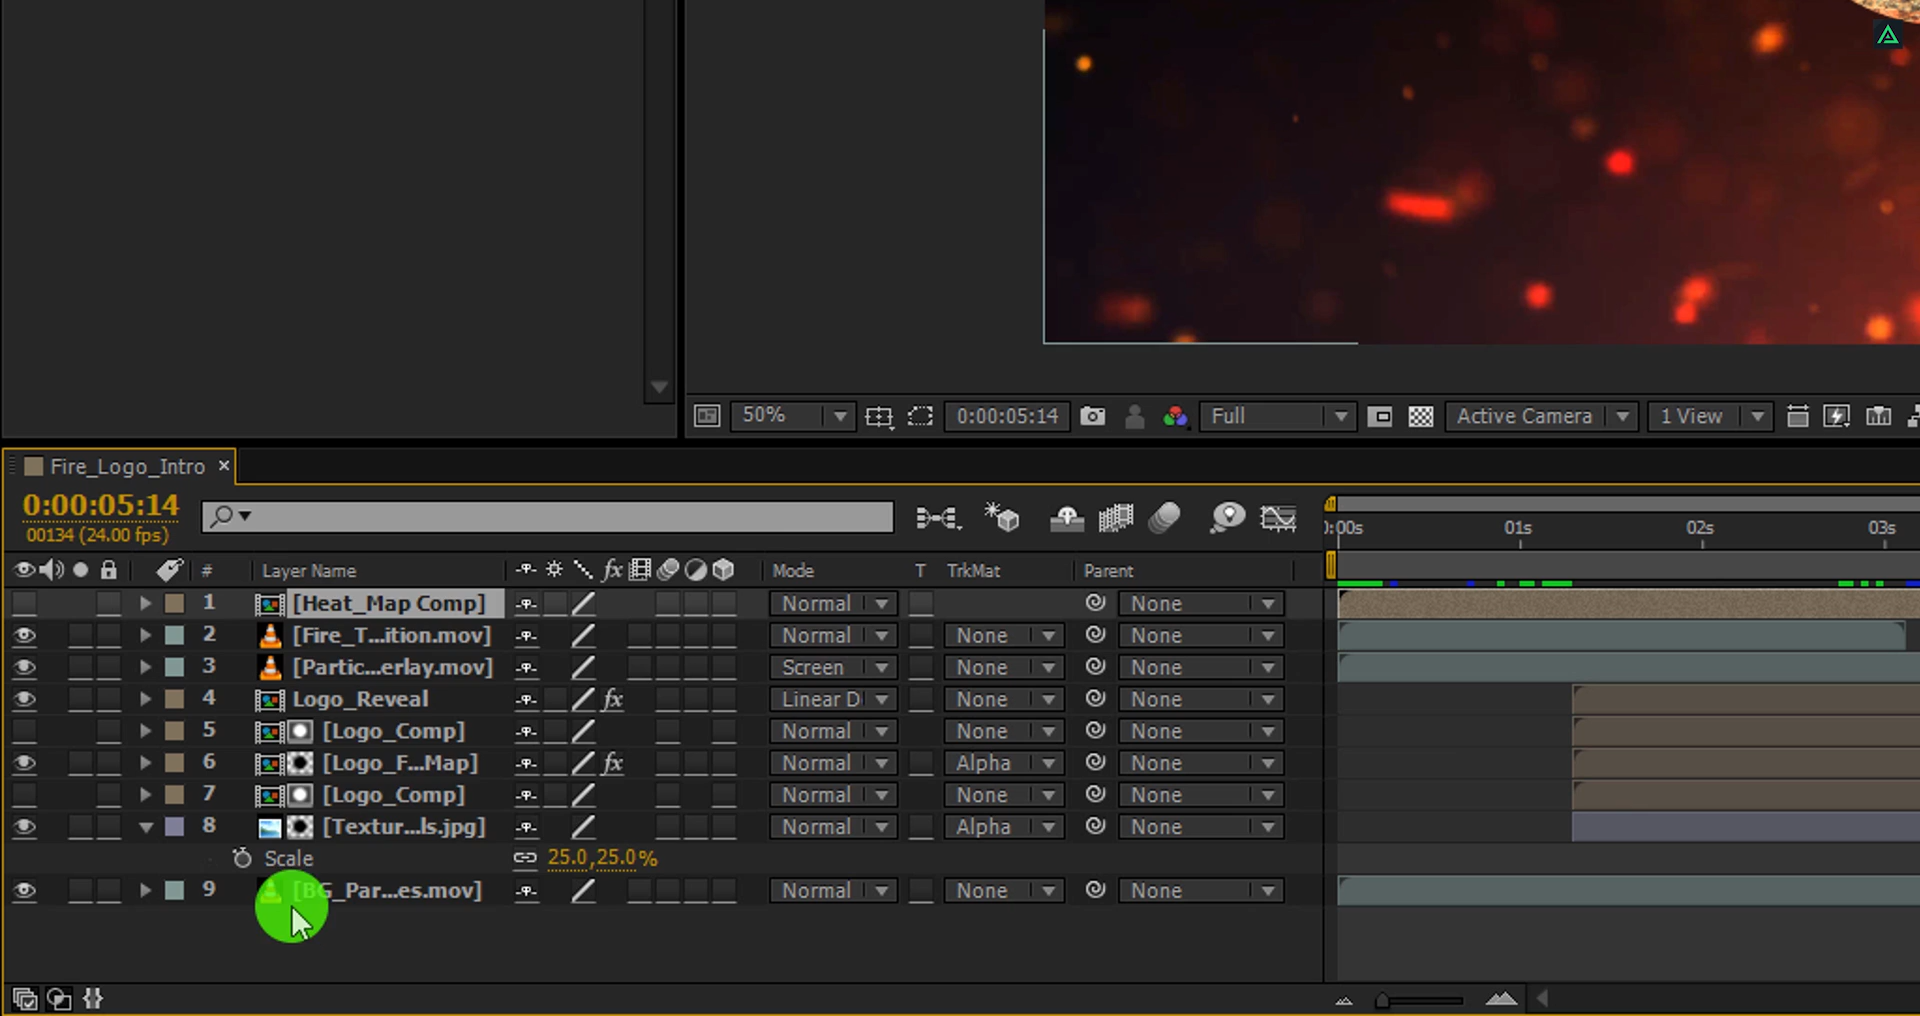 50%
0:00:05:14
Full
Active Camera
1 View
Fire_Logo_Intro ×
0:00:05:14
00134 (24.00 fps)
):00s 01s 02s 03s
# Layer Name fx Mode T TrkMat Parent
1 [Heat_Map Comp] Normal None
2 [Fire_T...ition.mov] Normal None None
3 [Partic...erlay.mov] Screen None None
4 Logo_Reveal fx Linear D None None
5 [Logo_Comp] Normal None None
6 [Logo_F...Map] fx Normal Alpha None
7 [Logo_Comp] Normal None None
8 [Textur...ls.jpg] Normal Alpha None
Scale 25.0,25.0%
9 [BG_Par...es.mov] Normal None None